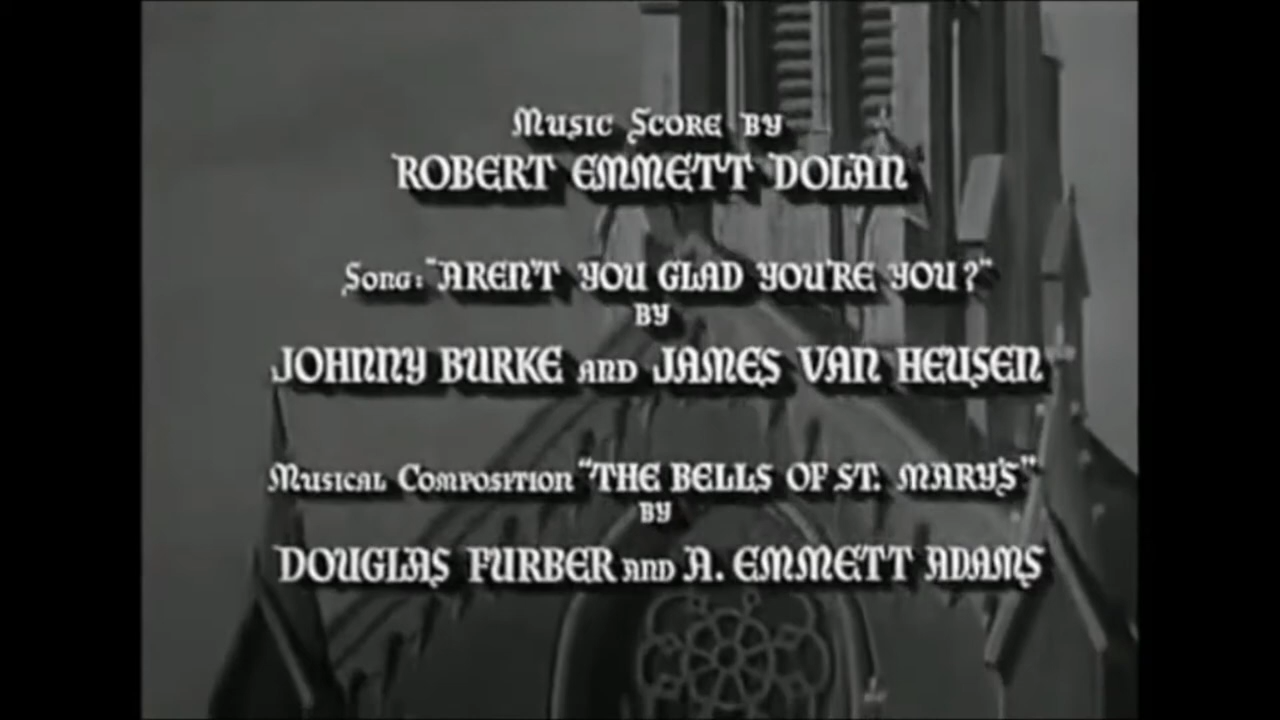 Music Score by
ROBERT EMMETT DOLAN
Song: "AREN'T YOU GLAD YOU'RE YOU?"
BY
JOHNNY BURKE AND JAMES VAN HEUSEN
Musical Composition "THE BELLS OF ST. MARY'S"
BY
DOUGLAS FURBER AND A. EMMETT ADAMS